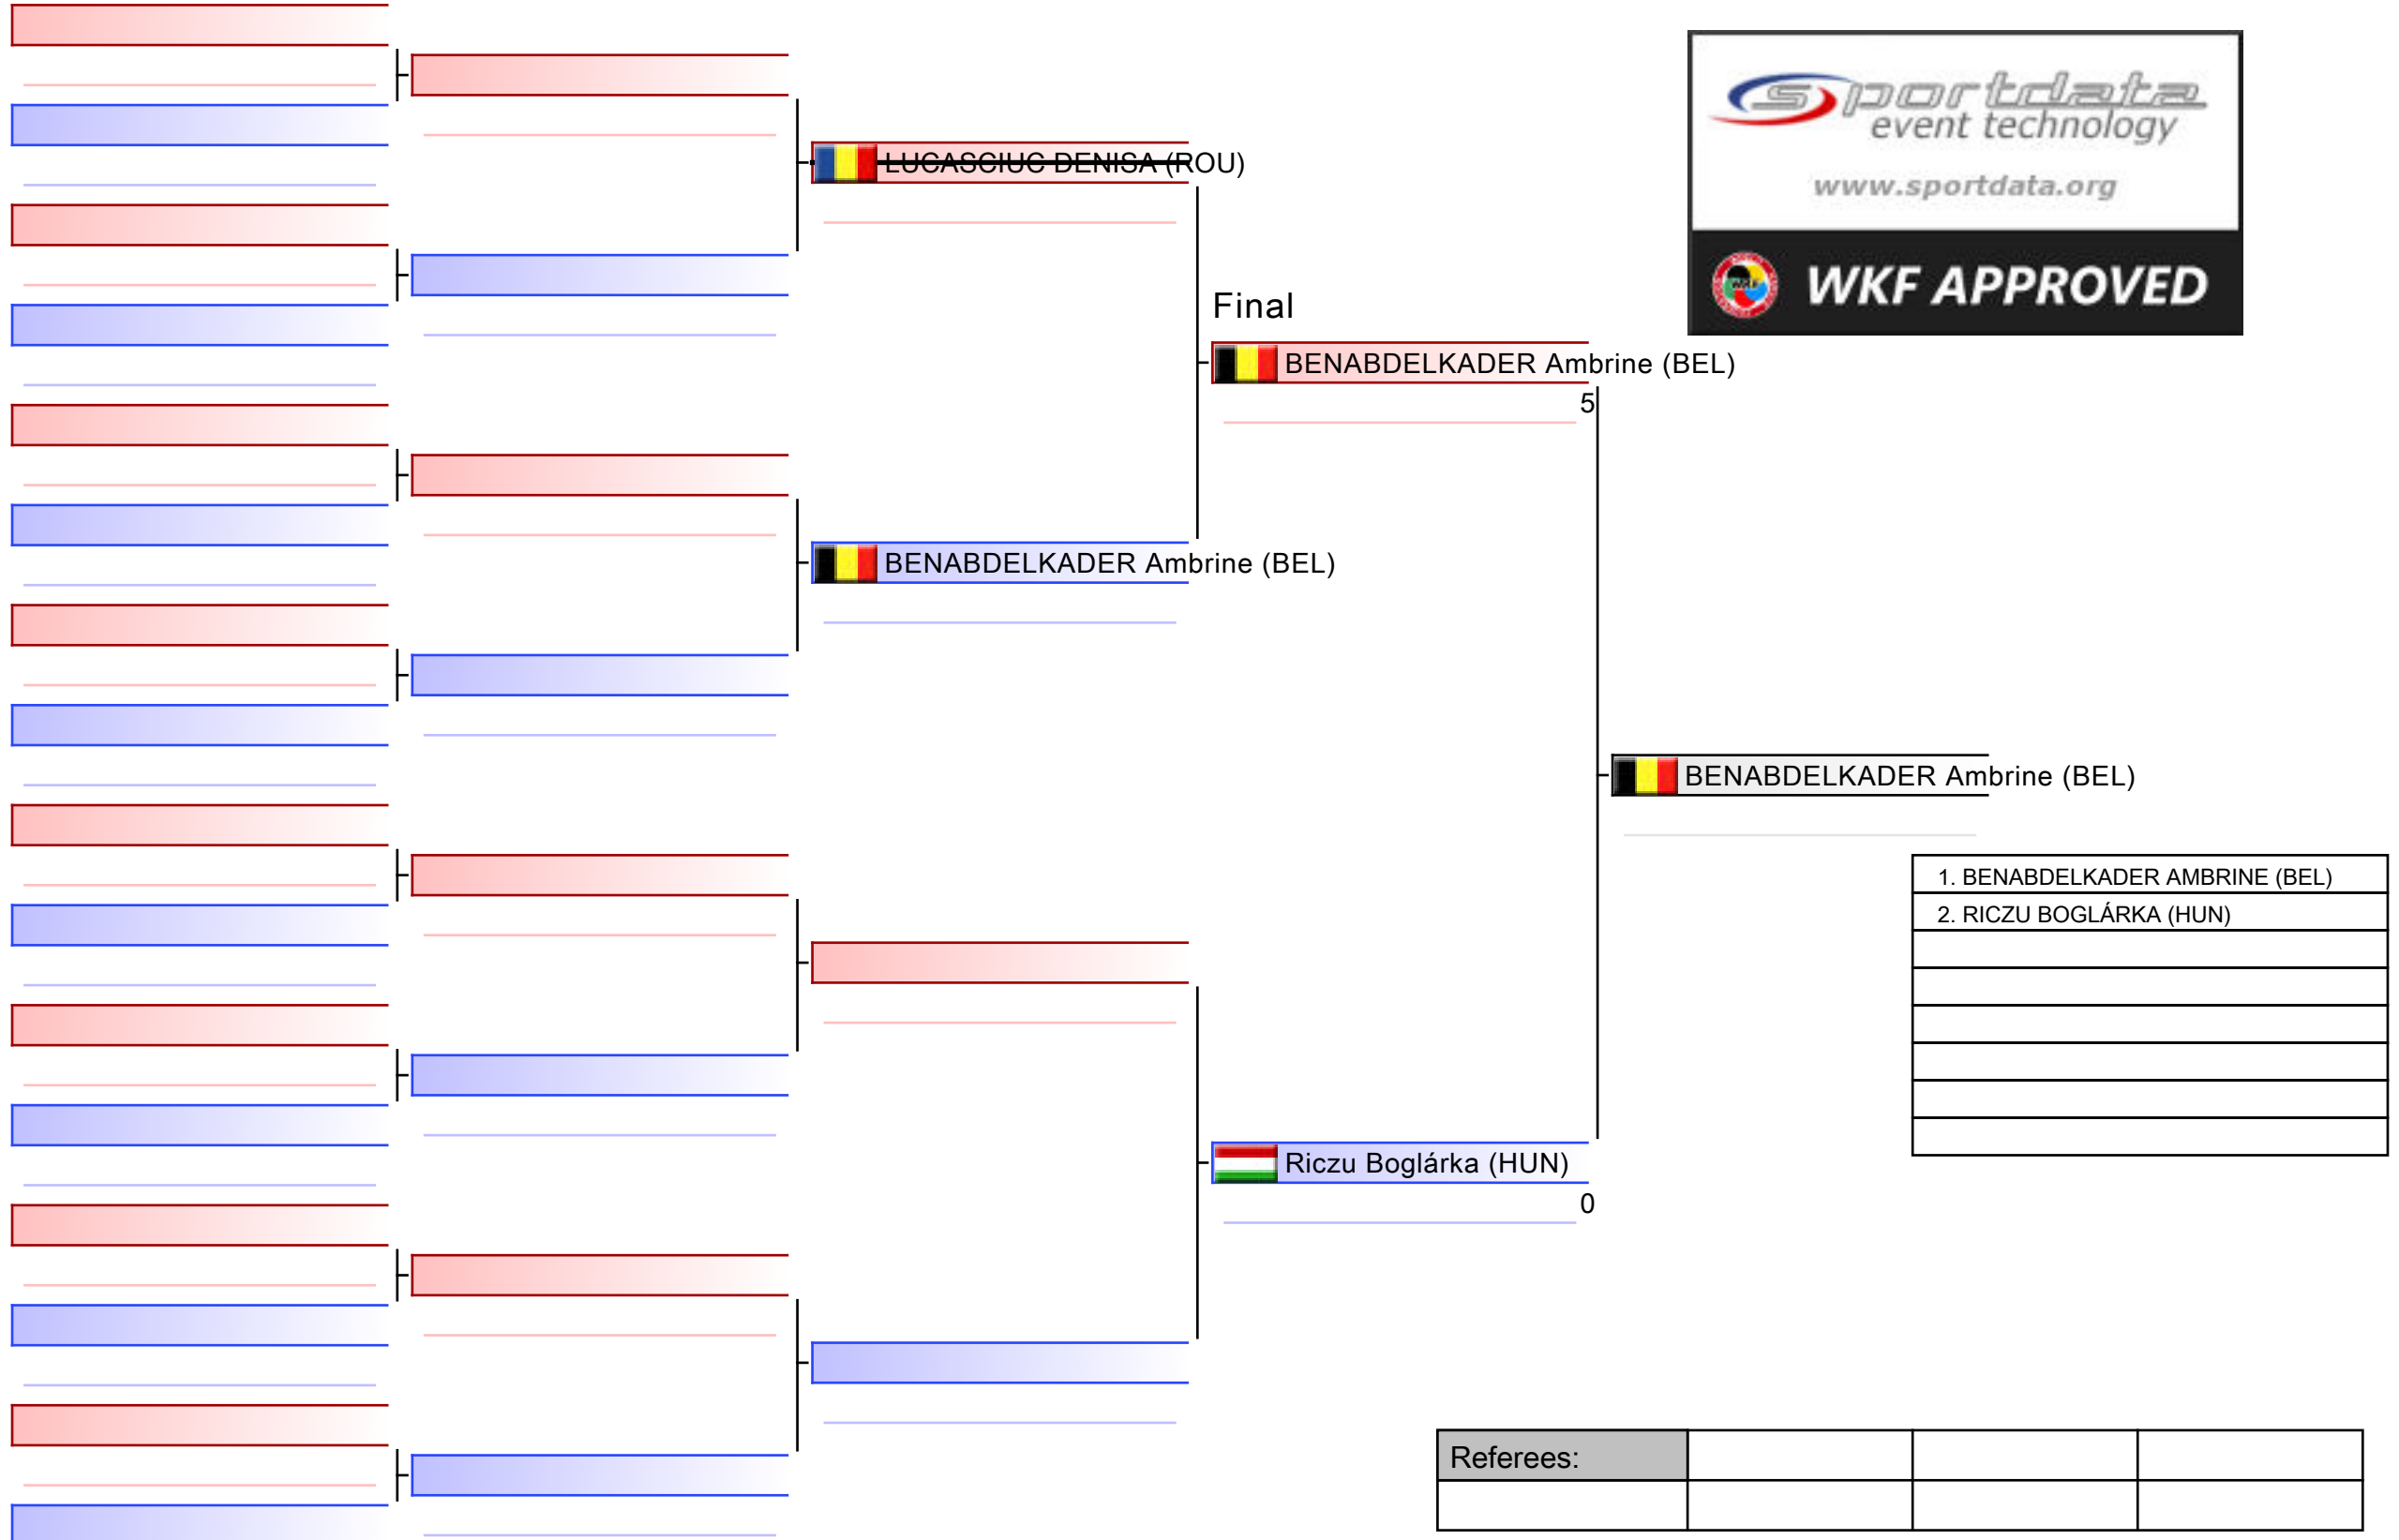 sportdata
event technology
www.sportdata.org
WKF APPROVED
LUCASCIUC DENISA (ROU)
Final
BENABDELKADER Ambrine (BEL)
5
BENABDELKADER Ambrine (BEL)
BENABDELKADER Ambrine (BEL)
1. BENABDELKADER AMBRINE (BEL)
2. RICZU BOGLÁRKA (HUN)
Riczu Boglárka (HUN)
0
Referees: